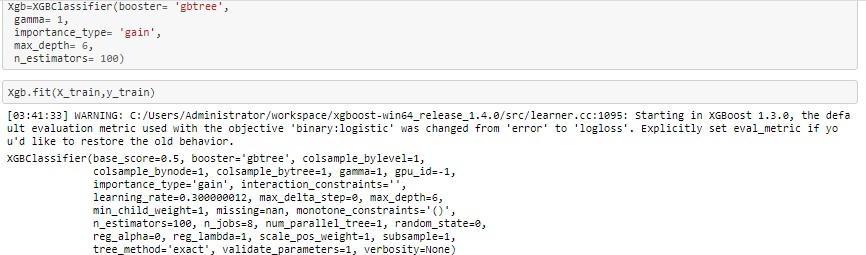 Xgb=XGBClassifier(booster= 'gbtree',
gamma= 1,
importance_type= 'gain',
max_depth= 6,
n_estimators= 100)
Xgb.fit(X_train,y_train)
[03:41:33] WARNING: C:/Users/Administrator/workspace/xgboost-win64_release_1.4.0/src/learner.cc:1095: Starting in XGBoost 1.3.0, the defa
ult evaluation metric used with the objective 'binary:logistic' was changed from 'error' to 'logloss'. Explicitly set eval_metric if yo
u'd like to restore the old behavior.
XGBClassifier(base_score=0.5, booster='gbtree', colsample_bylevel=1,
colsample_bynode=1, colsample_bytree=1, gamma=1, gpu_id=-1,
importance_type='gain', interaction_constraints='',
learning_rate=0.300000012, max_delta_step=0, max_depth=6,
min_child_weight=1, missing=nan, monotone_constraints='()',
n_estimators=100, n_jobs=8, num_parallel_tree=1, random_state=0,
reg_alpha=0, reg_lambda=1, scale_pos_weight=1, subsample=1,
tree_method='exact', validate_parameters=1, verbosity=None)